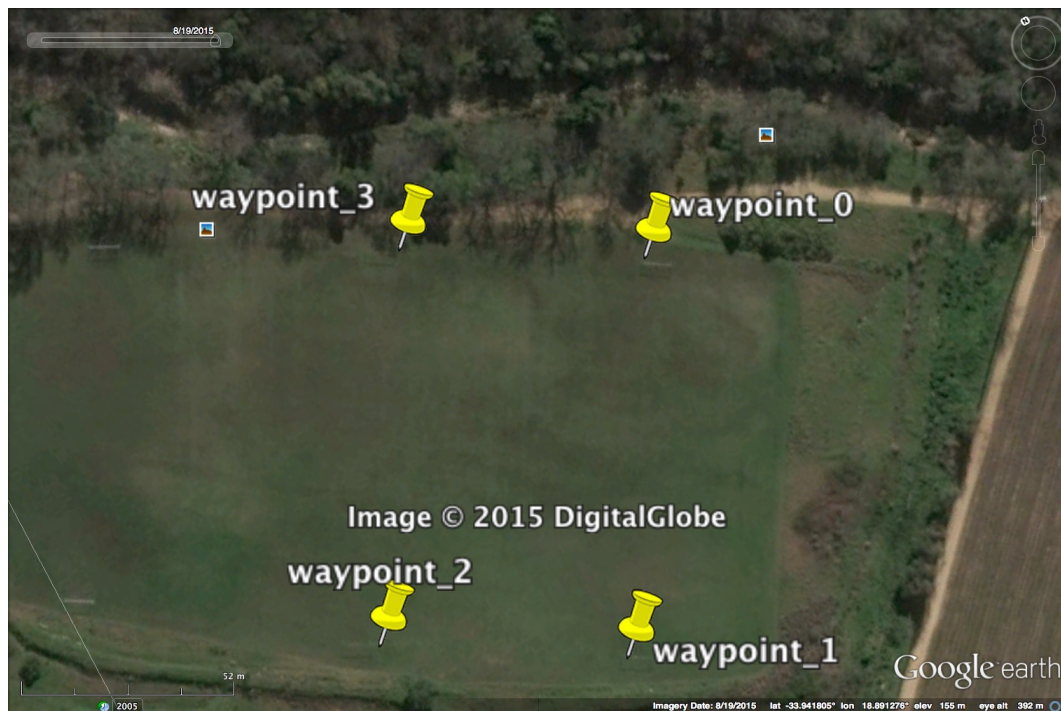 8/19/2015
waypoint_3
waypoint_0
Image © 2015 DigitalGlobe
waypoint_2
waypoint_1
Google earth
52 m
2005
Imagery Date: 8/19/2015 lat -33.941805° lon 18.891276° elev 155 m eye alt 392 m